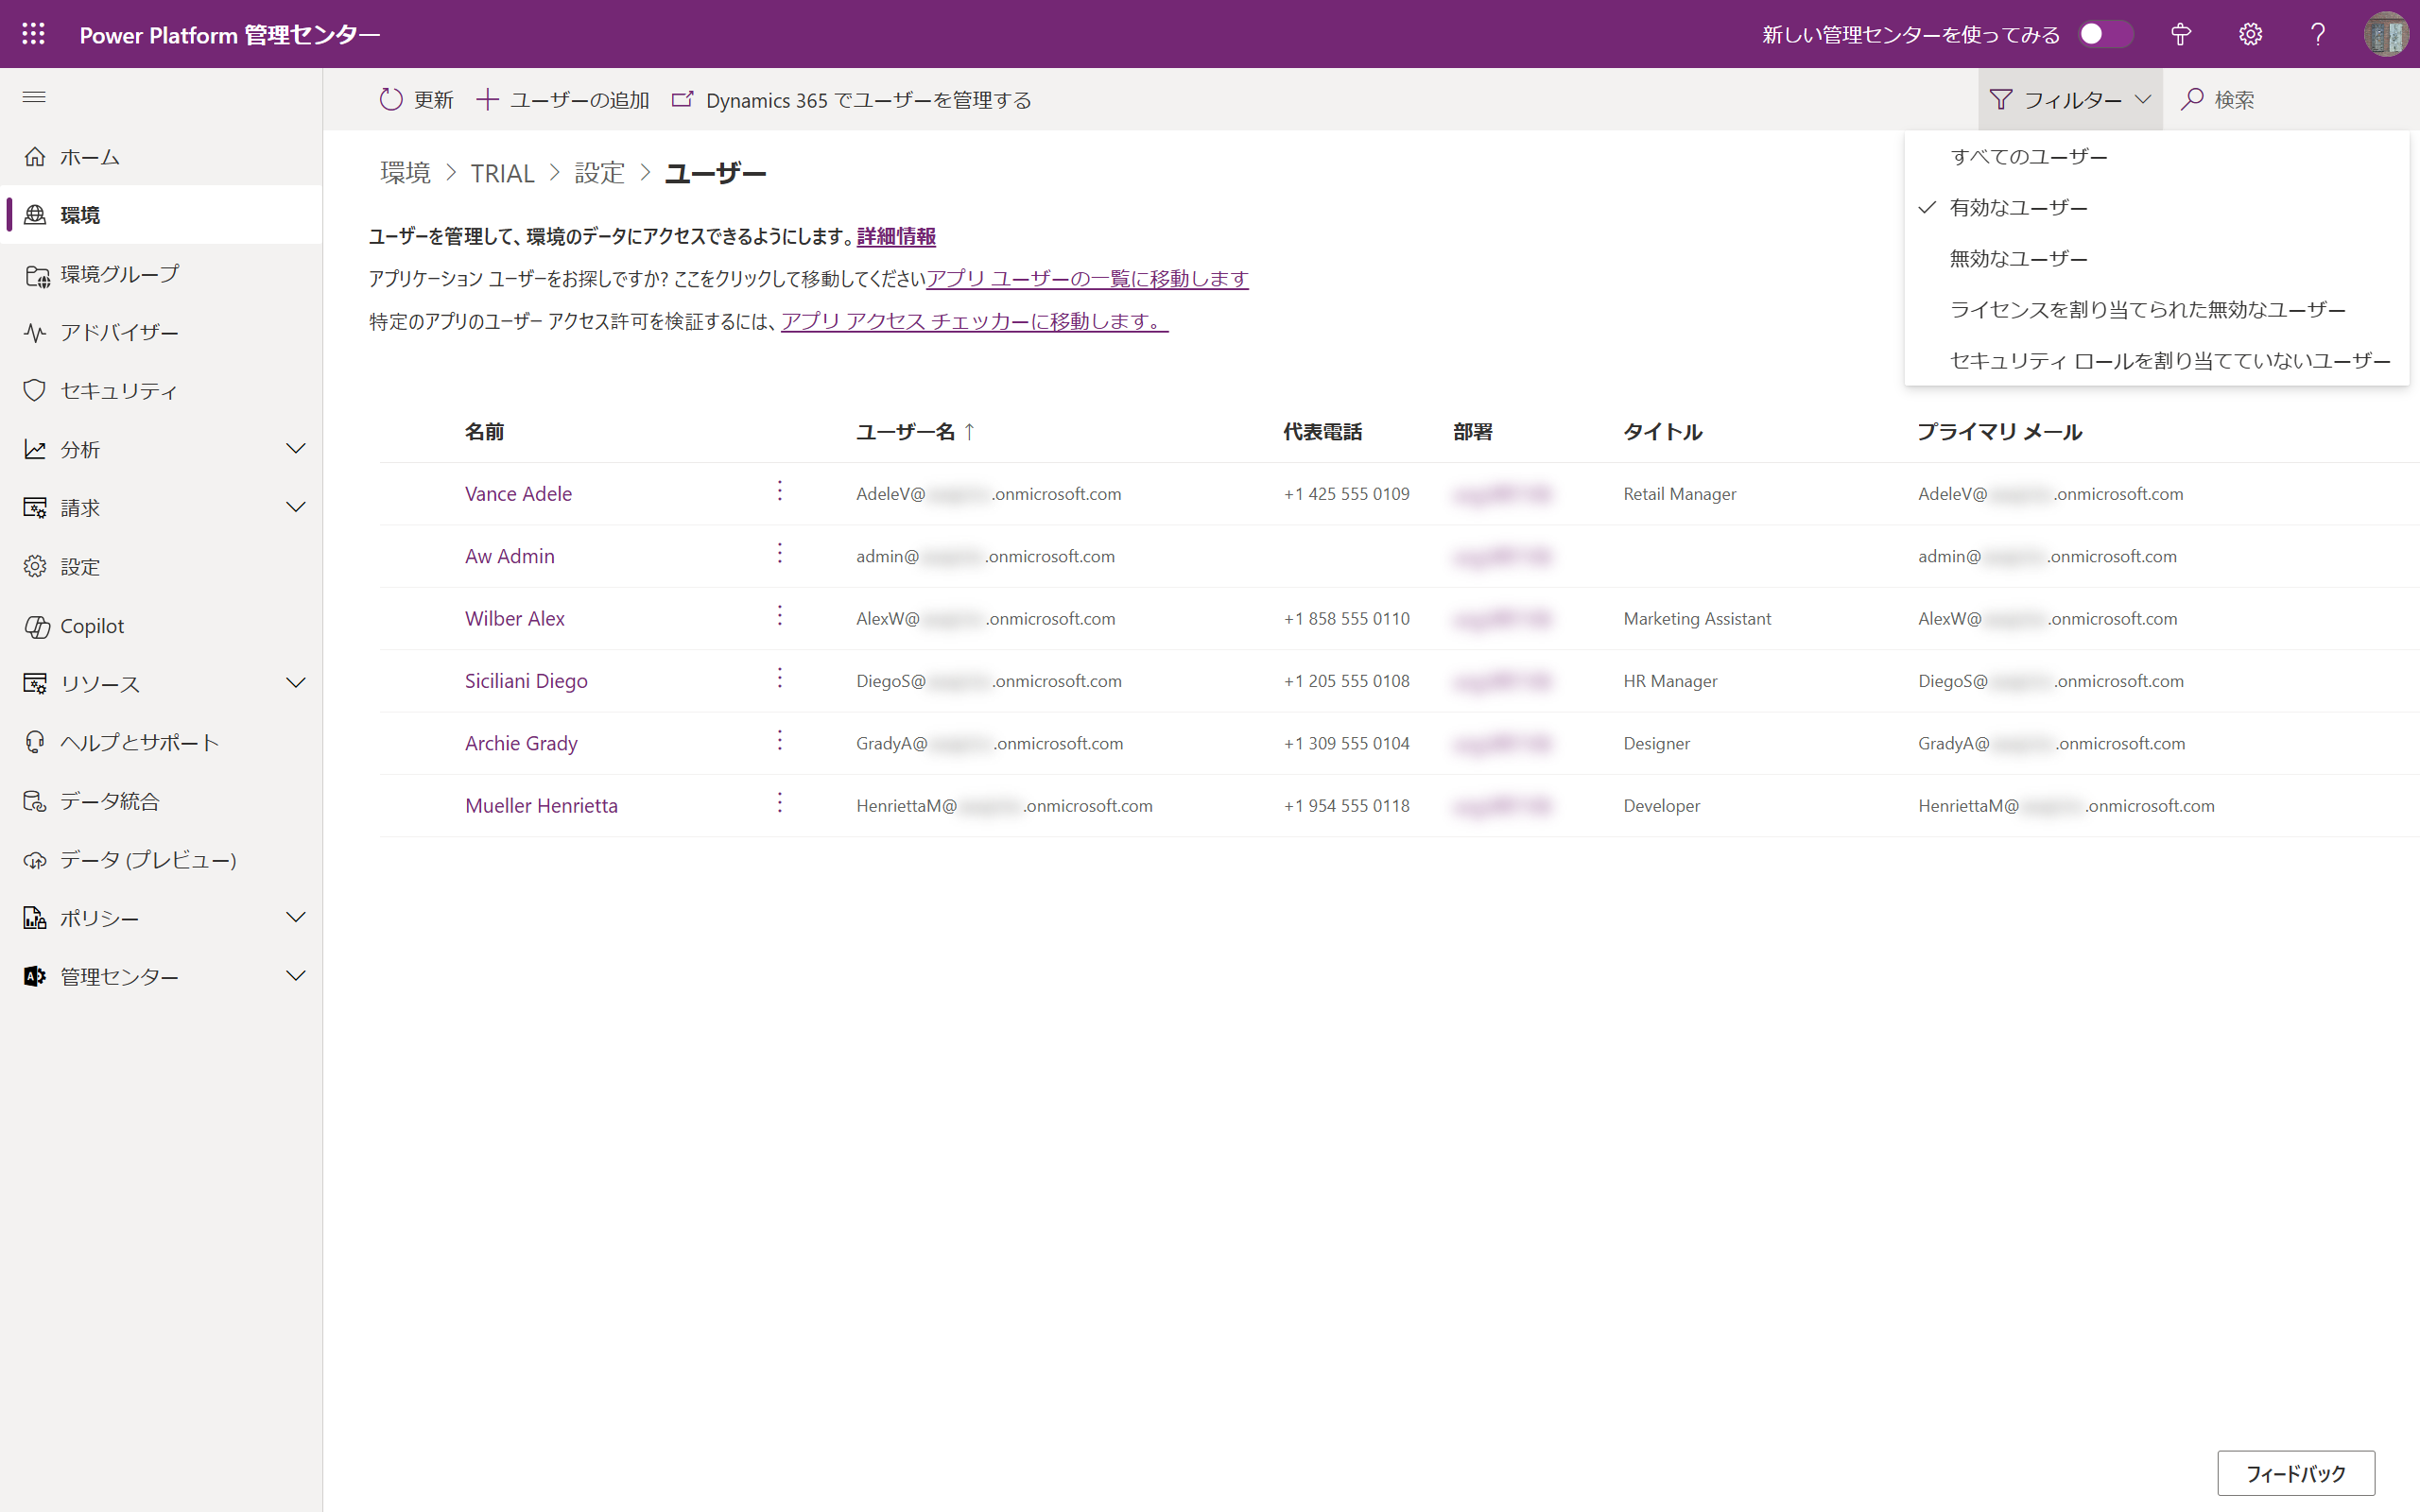 Power Platform 管理センター
新しい管理センターを使ってみる
更新
ユーザーの追加
Dynamics 365 でユーザーを管理する
フィルター
検索
すべてのユーザー
有効なユーザー
無効なユーザー
ライセンスを割り当てられた無効なユーザー
セキュリティ ロールを割り当てていないユーザー
ホーム
環境
環境グループ
アドバイザー
セキュリティ
分析
請求
設定
Copilot
リソース
ヘルプとサポート
データ統合
データ (プレビュー)
ポリシー
管理センター
環境 > TRIAL > 設定 > ユーザー
ユーザーを管理して、環境のデータにアクセスできるようにします。詳細情報
アプリケーション ユーザーをお探しですか? ここをクリックして移動してくださいアプリ ユーザーの一覧に移動します
特定のアプリのユーザー アクセス許可を検証するには、アプリ アクセス チェッカーに移動します。
名前 ユーザー名 ↑ 代表電話 部署 タイトル プライマリ メール
Vance Adele AdeleV@ .onmicrosoft.com +1 425 555 0109 Retail Manager AdeleV@ .onmicrosoft.com
Aw Admin admin@ .onmicrosoft.com admin@ .onmicrosoft.com
Wilber Alex AlexW@ .onmicrosoft.com +1 858 555 0110 Marketing Assistant AlexW@ .onmicrosoft.com
Siciliani Diego DiegoS@ .onmicrosoft.com +1 205 555 0108 HR Manager DiegoS@ .onmicrosoft.com
Archie Grady GradyA@ .onmicrosoft.com +1 309 555 0104 Designer GradyA@ .onmicrosoft.com
Mueller Henrietta HenriettaM@ .onmicrosoft.com +1 954 555 0118 Developer HenriettaM@ .onmicrosoft.com
フィードバック